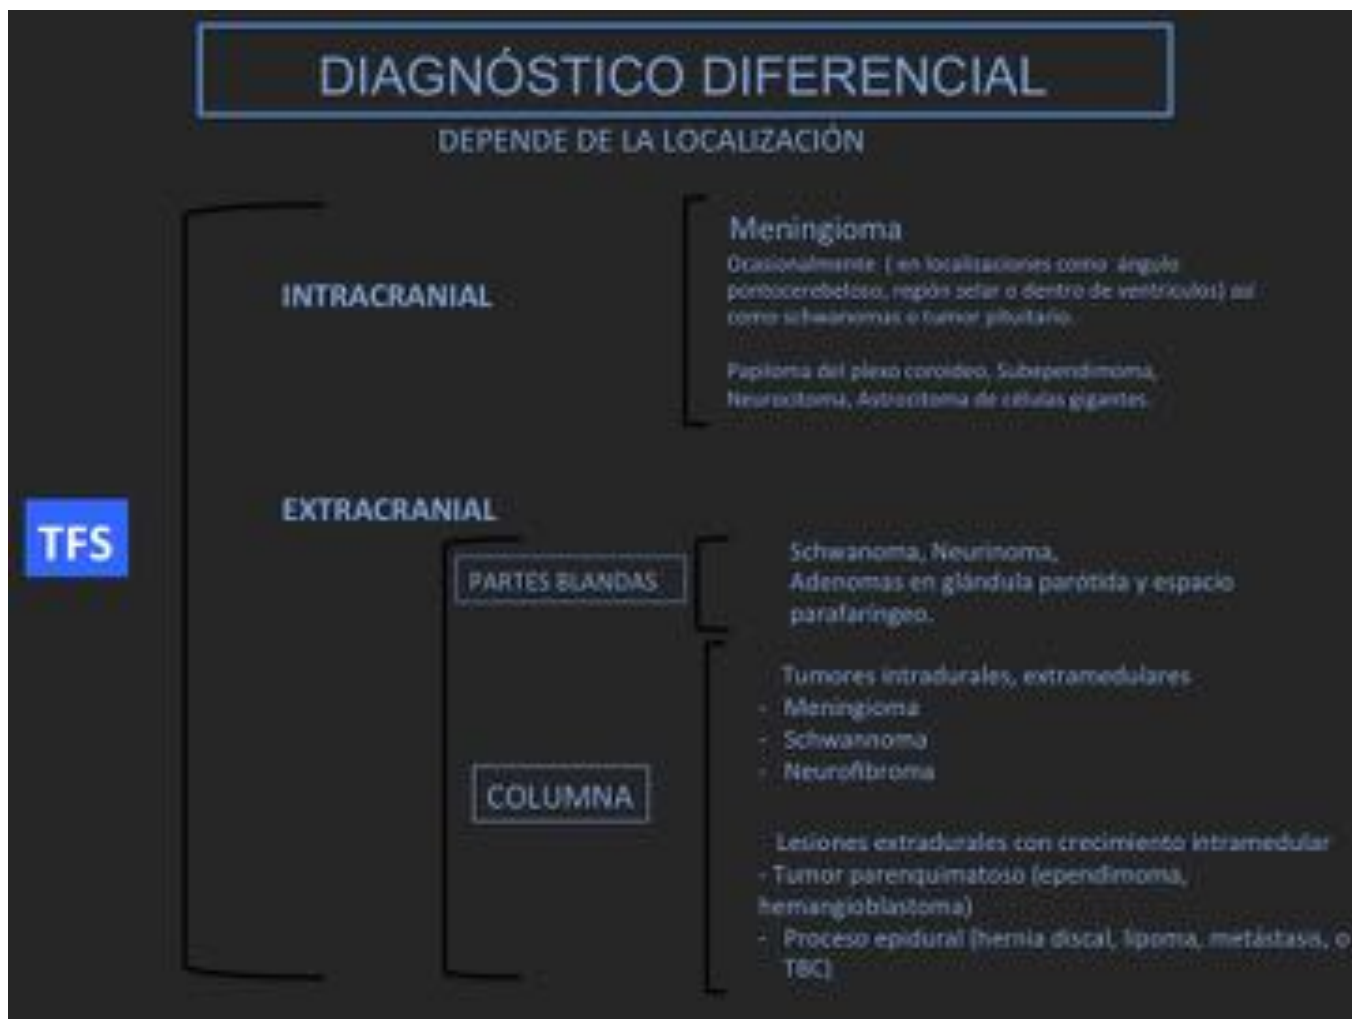 DIAGNÓSTICO DIFERENCIAL
DEPENDE DE LA LOCALIZACIÓN
TFS
INTRACRANIAL
Meningioma
Ocasionalmente ( en localizaciones como ángulo
pontocerebeloso, región selar o dentro de ventrículos) así
como schwanomas o tumor pituitario.
Papiloma del plexo coroideo, Subependimoma,
Neurocitoma, Astrocitoma de células gigantes.
EXTRACRANIAL
PARTES BLANDAS
Schwanoma, Neurinoma,
Adenomas en glándula parótida y espacio
parafaríngeo.
COLUMNA
Tumores intradurales, extramedulares
- Meningioma
- Schwannoma
- Neurofibroma
Lesiones extradurales con crecimiento intramedular
- Tumor parenquimatoso (ependimoma,
hemangioblastoma)
- Proceso epidural (hernia discal, lipoma, metástasis, o
TBC)